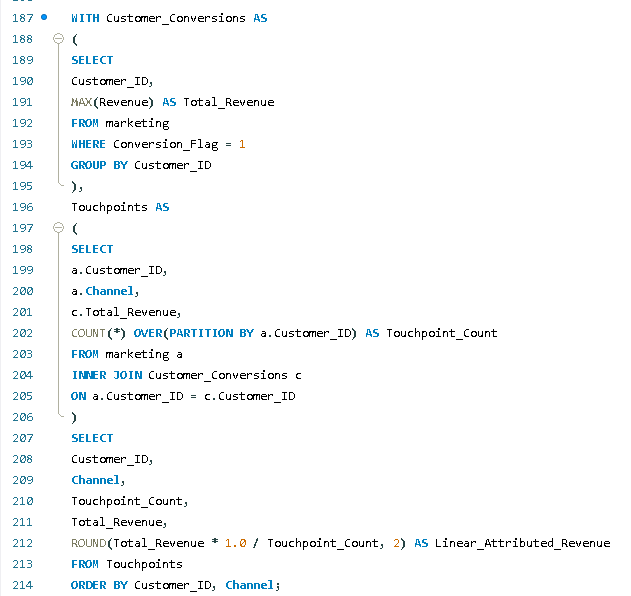 187 WITH Customer_Conversions AS
188 (
189 SELECT
190 Customer_ID,
191 MAX(Revenue) AS Total_Revenue
192 FROM marketing
193 WHERE Conversion_Flag = 1
194 GROUP BY Customer_ID
195 ),
196 Touchpoints AS
197 (
198 SELECT
199 a.Customer_ID,
200 a.Channel,
201 c.Total_Revenue,
202 COUNT(*) OVER(PARTITION BY a.Customer_ID) AS Touchpoint_Count
203 FROM marketing a
204 INNER JOIN Customer_Conversions c
205 ON a.Customer_ID = c.Customer_ID
206 )
207 SELECT
208 Customer_ID,
209 Channel,
210 Touchpoint_Count,
211 Total_Revenue,
212 ROUND(Total_Revenue * 1.0 / Touchpoint_Count, 2) AS Linear_Attributed_Revenue
213 FROM Touchpoints
214 ORDER BY Customer_ID, Channel;